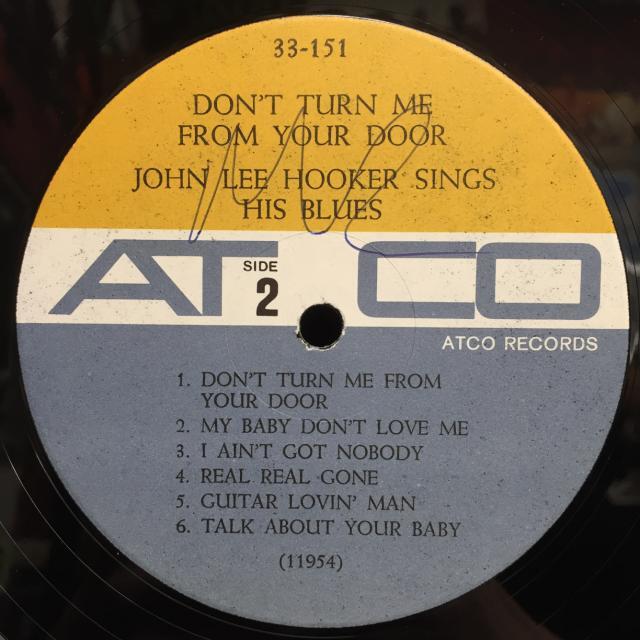 33-151
DON'T TURN ME
FROM YOUR DOOR
JOHN LEE HOOKER SINGS
HIS BLUES
ATCO
SIDE
2
ATCO RECORDS
1. DON'T TURN ME FROM
YOUR DOOR
2. MY BABY DON'T LOVE ME
3. I AIN'T GOT NOBODY
4. REAL REAL GONE
5. GUITAR LOVIN' MAN
6. TALK ABOUT YOUR BABY
(11954)